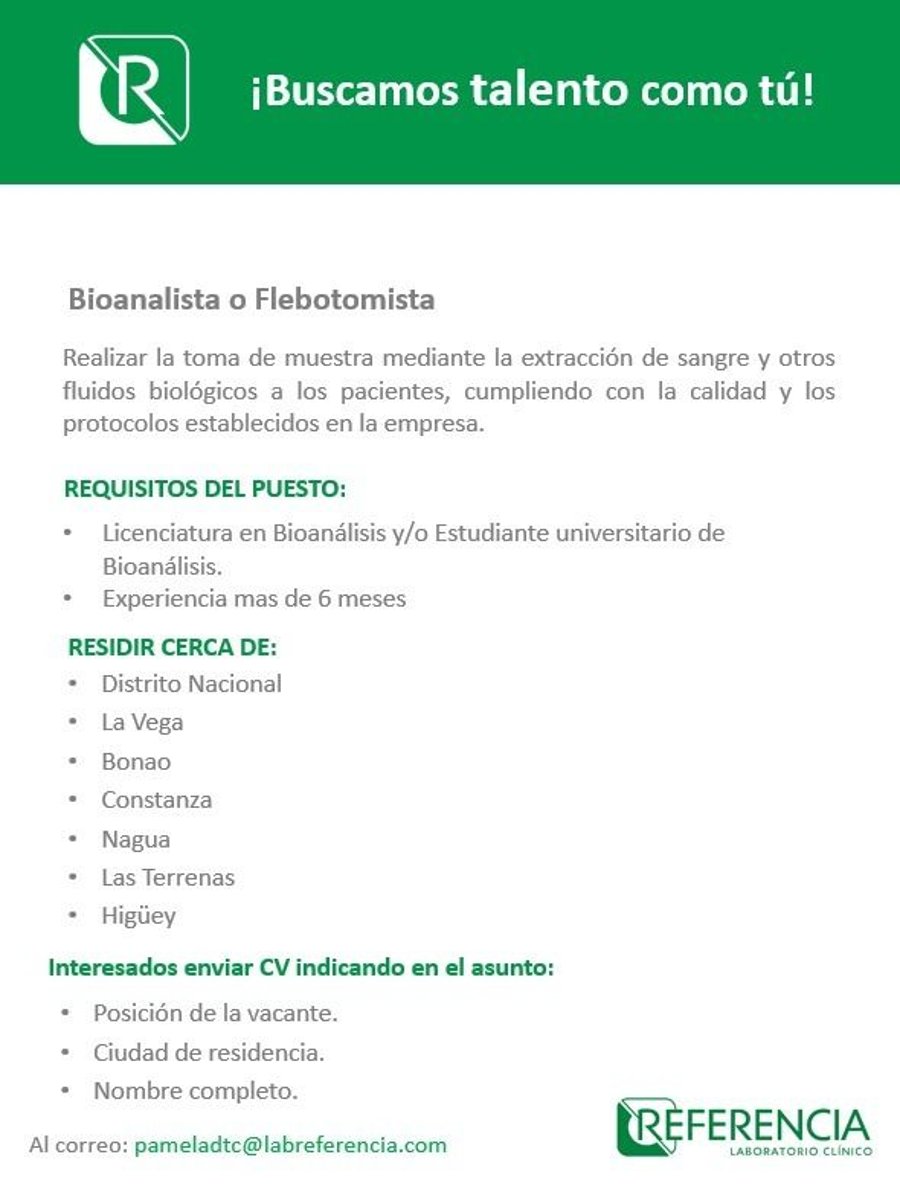 R
¡Buscamos talento como tú!
Bioanalista o Flebotomista
Realizar la toma de muestra mediante la extracción de sangre y otros
fluidos biológicos a los pacientes, cumpliendo con la calidad y los
protocolos establecidos en la empresa.
REQUISITOS DEL PUESTO:
• Licenciatura en Bioanálisis y/o Estudiante universitario de
Bioanálisis.
• Experiencia mas de 6 meses
RESIDIR CERCA DE:
• Distrito Nacional
• La Vega
• Bonao
• Constanza
• Nagua
• Las Terrenas
• Higüey
Interesados enviar CV indicando en el asunto:
• Posición de la vacante.
• Ciudad de residencia.
• Nombre completo.
Al correo: pameladtc@labreferencia.com
REFERENCIA
LABORATORIO CLÍNICO